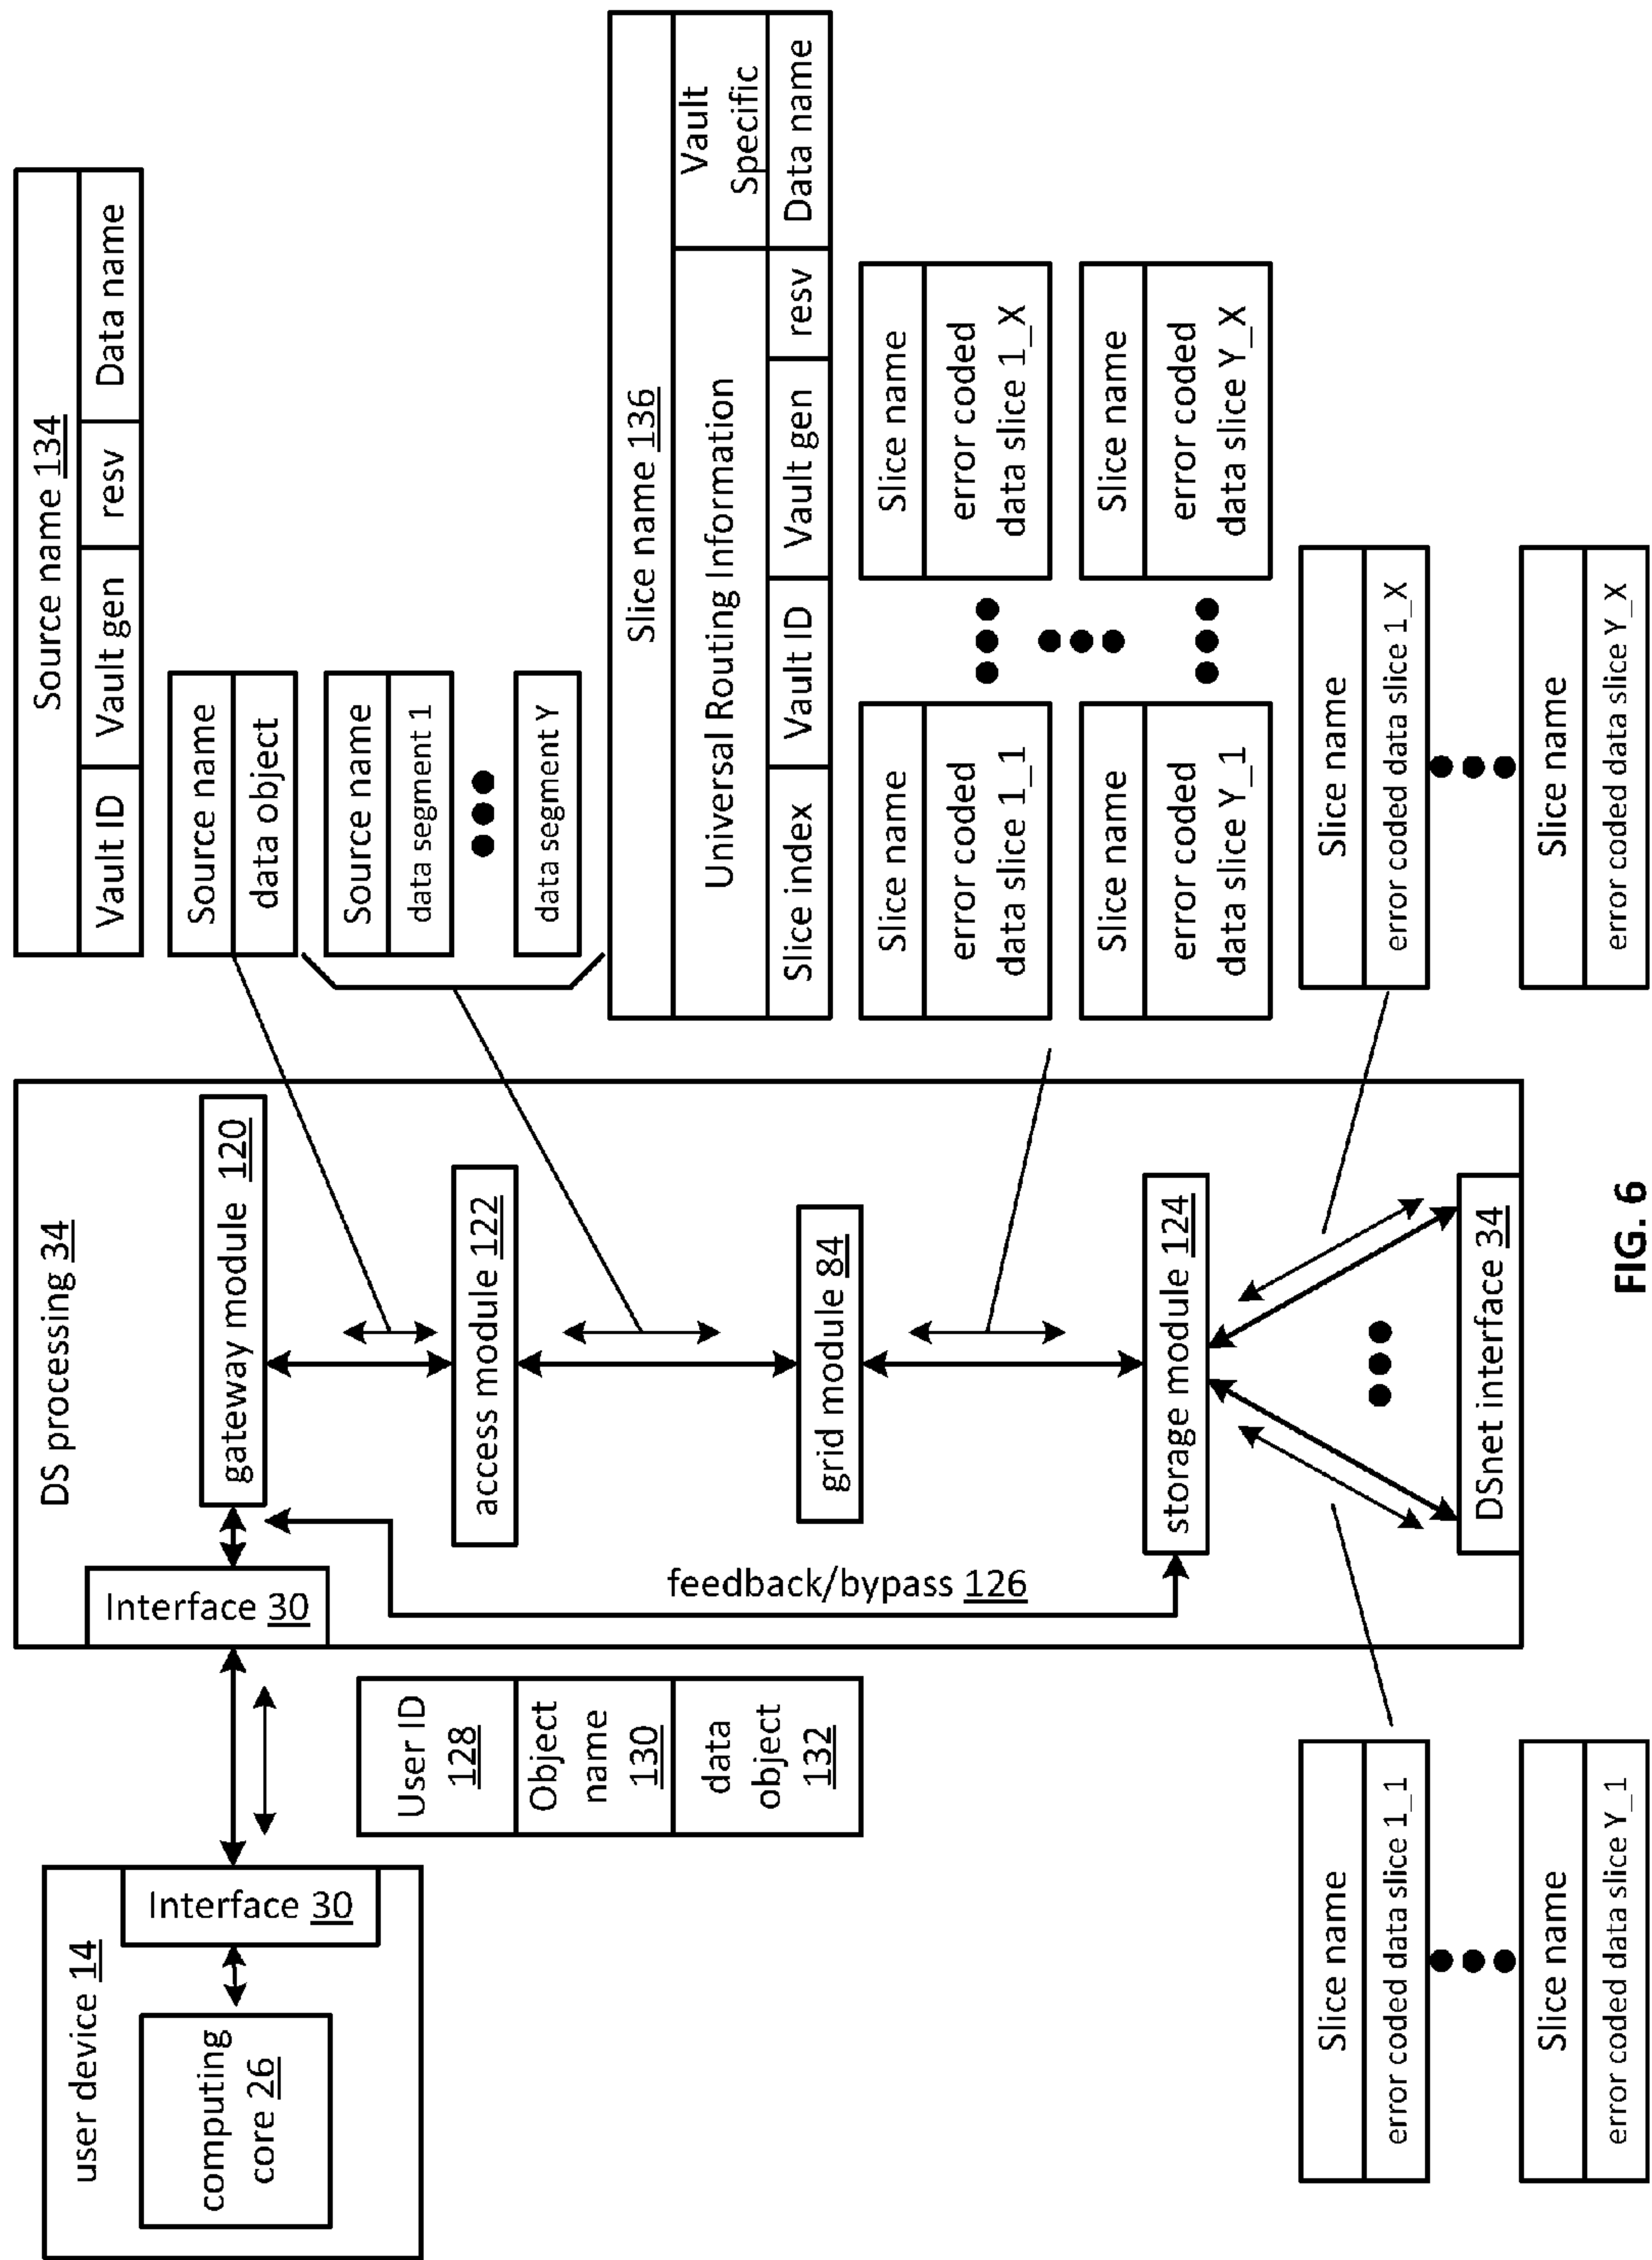 user device 14
computing
core 26
Interface 30
User ID
128
Object
name
130
data
object
132
DS processing 34
Interface 30
gateway module 120
access module 122
grid module 84
storage module 124
DSnet interface 34
feedback/bypass 126
Source name 134
Vault ID
Vault gen
resv
Data name
Source name
data object
Source name
data segment 1
data segment Y
Slice name 136
Universal Routing Information
Vault
Specific
Slice index
Vault ID
Vault gen
resv
Data name
Slice name
error coded
data slice 1_1
Slice name
error coded
data slice 1_X
Slice name
error coded
data slice Y_1
Slice name
error coded
data slice Y_X
Slice name
error coded data slice 1_1
Slice name
error coded data slice Y_1
Slice name
error coded data slice 1_X
Slice name
error coded data slice Y_X
FIG. 6